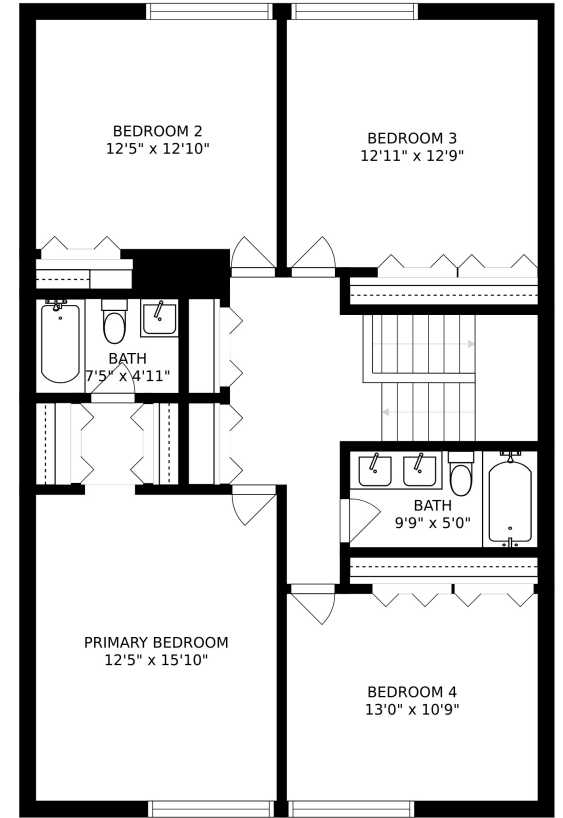 BEDROOM 2
12'5" x 12'10"
BEDROOM 3
12'11" x 12'9"
BATH
7'5" x 4'11"
BATH
9'9" x 5'0"
PRIMARY BEDROOM
12'5" x 15'10"
BEDROOM 4
13'0" x 10'9"